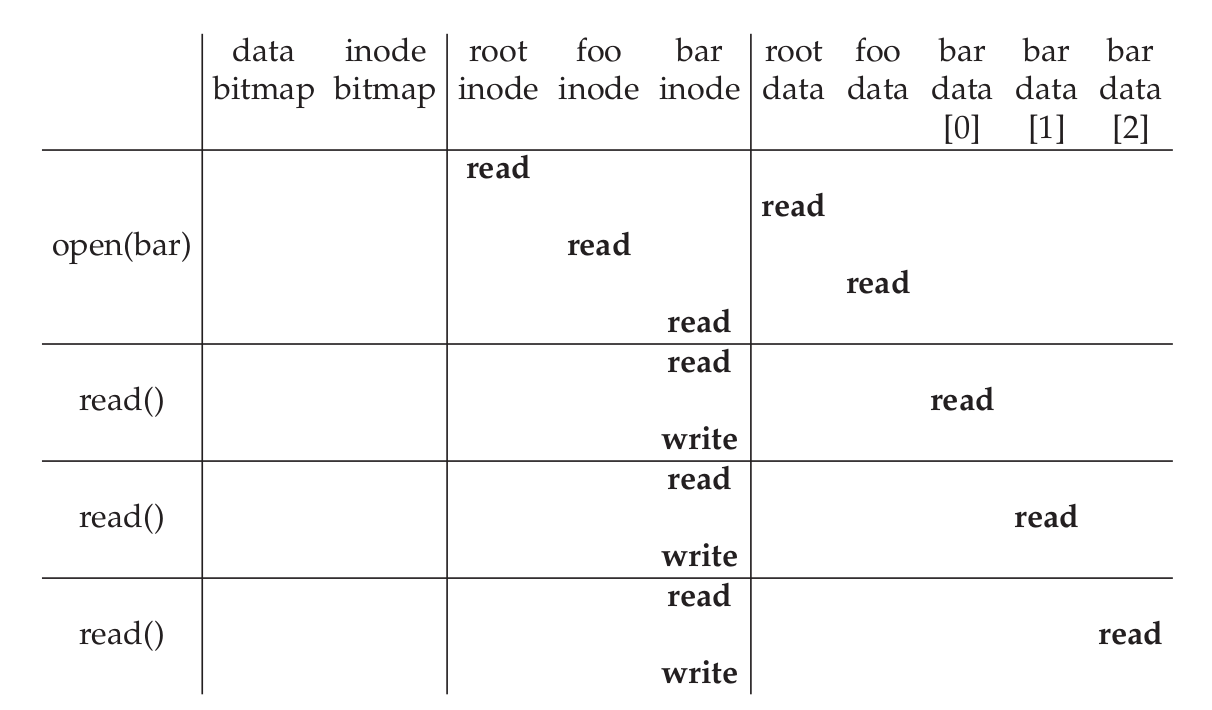 data inode root foo bar root foo bar bar bar
bitmap bitmap inode inode inode data data data data data
[0] [1] [2]
read
read
open(bar) read
read
read
read
read() read
write
read
read() read
write
read
read() read
write